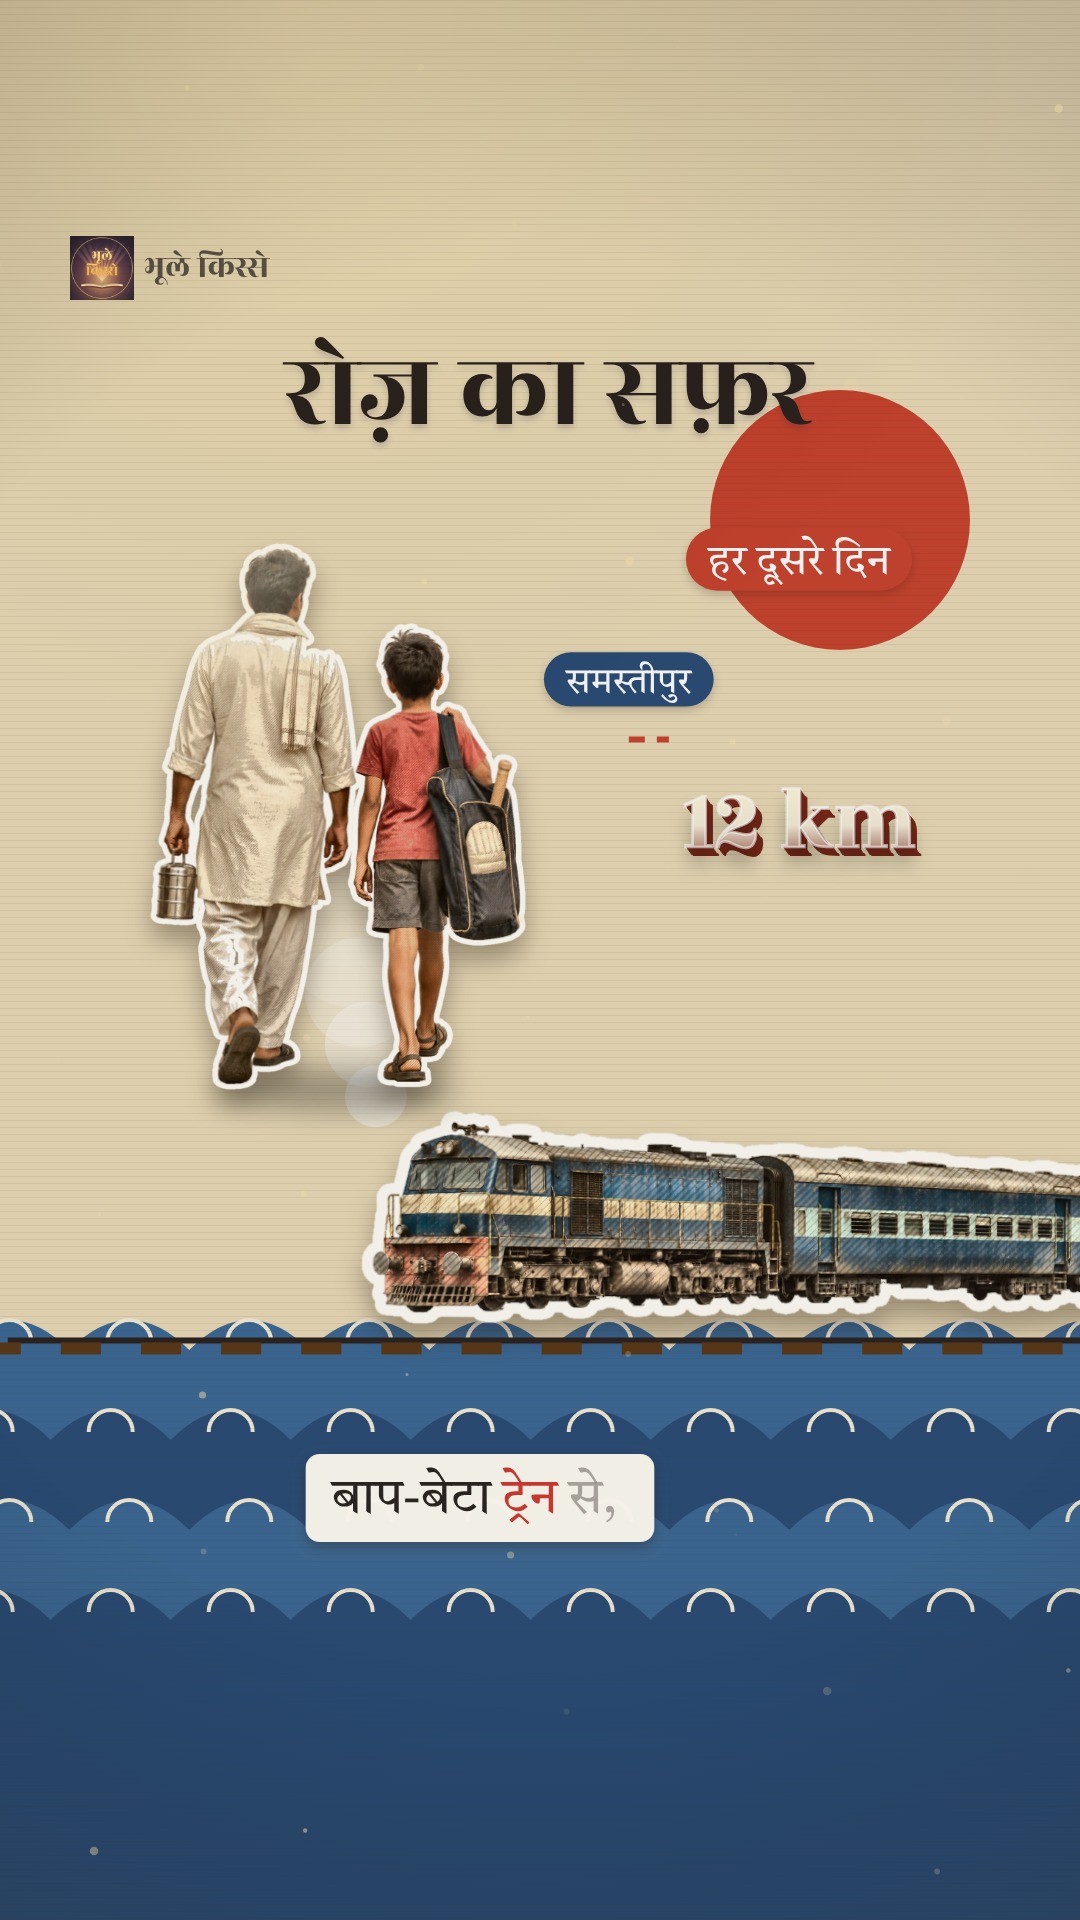 भूले किस्से
भूले किस्से
रोज़ का सफ़र
हर दूसरे दिन
समस्तीपुर
12 km
बाप-बेटा ट्रेन से,